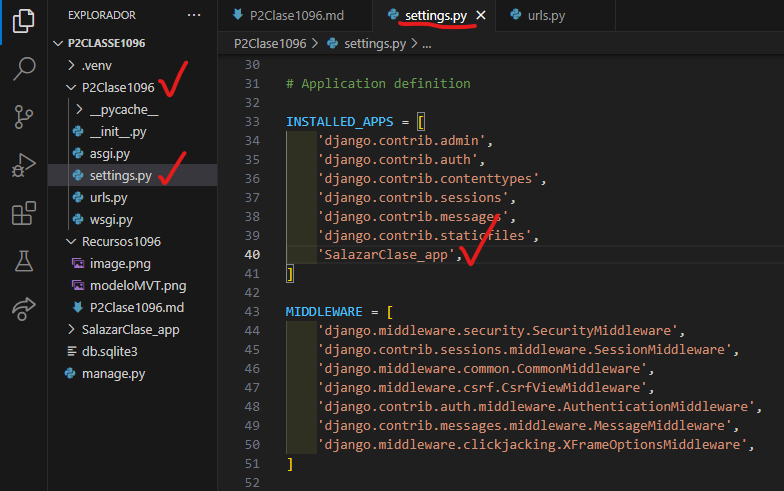 EXPLORADOR ...
P2CLASSE1096
.venv
P2Clase1096
__pycache__
__init__.py
asgi.py
settings.py
urls.py
wsgi.py
Recursos1096
image.png
modeloMVT.png
P2Clase1096.md
SalazarClase_app
db.sqlite3
manage.py
P2Clase1096.md settings.py urls.py
P2Clase1096 > settings.py > ...
30
31 # Application definition
32
33 INSTALLED_APPS = [
34 'django.contrib.admin',
35 'django.contrib.auth',
36 'django.contrib.contenttypes',
37 'django.contrib.sessions',
38 'django.contrib.messages',
39 'django.contrib.staticfiles',
40 'SalazarClase_app',
41 ]
42
43 MIDDLEWARE = [
44 'django.middleware.security.SecurityMiddleware',
45 'django.contrib.sessions.middleware.SessionMiddleware',
46 'django.middleware.common.CommonMiddleware',
47 'django.middleware.csrf.CsrfViewMiddleware',
48 'django.contrib.auth.middleware.AuthenticationMiddleware',
49 'django.contrib.messages.middleware.MessageMiddleware',
50 'django.middleware.clickjacking.XFrameOptionsMiddleware',
51 ]
52